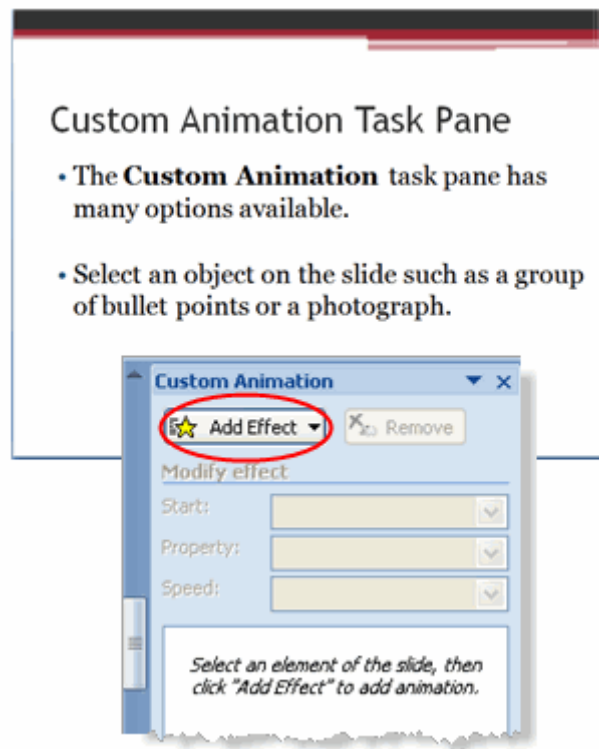 Custom Animation Task Pane
• The Custom Animation task pane has
many options available.
• Select an object on the slide such as a group
of bullet points or a photograph.
Custom Animation
Add Effect
Remove
Modify effect
Start:
Property:
Speed:
Select an element of the slide, then
click "Add Effect" to add animation.